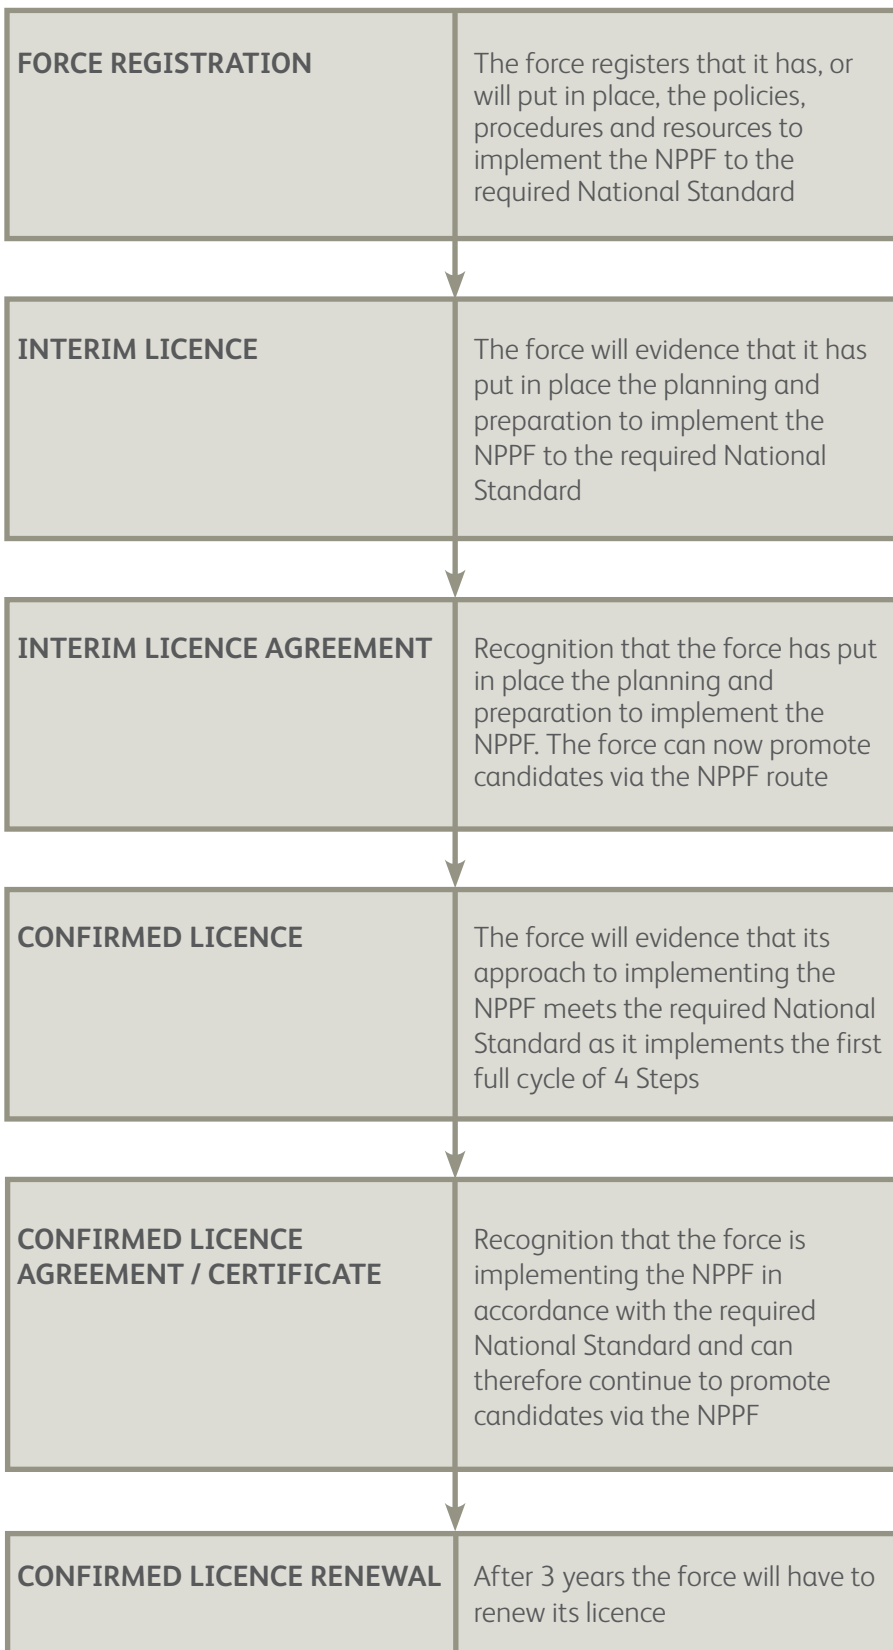 FORCE REGISTRATION
The force registers that it has, or
will put in place, the policies,
procedures and resources to
implement the NPPF to the
required National Standard
INTERIM LICENCE
The force will evidence that it has
put in place the planning and
preparation to implement the
NPPF to the required National
Standard
INTERIM LICENCE AGREEMENT
Recognition that the force has put
in place the planning and
preparation to implement the
NPPF. The force can now promote
candidates via the NPPF route
CONFIRMED LICENCE
The force will evidence that its
approach to implementing the
NPPF meets the required National
Standard as it implements the first
full cycle of 4 Steps
CONFIRMED LICENCE
AGREEMENT / CERTIFICATE
Recognition that the force is
implementing the NPPF in
accordance with the required
National Standard and can
therefore continue to promote
candidates via the NPPF
CONFIRMED LICENCE RENEWAL
After 3 years the force will have to
renew its licence